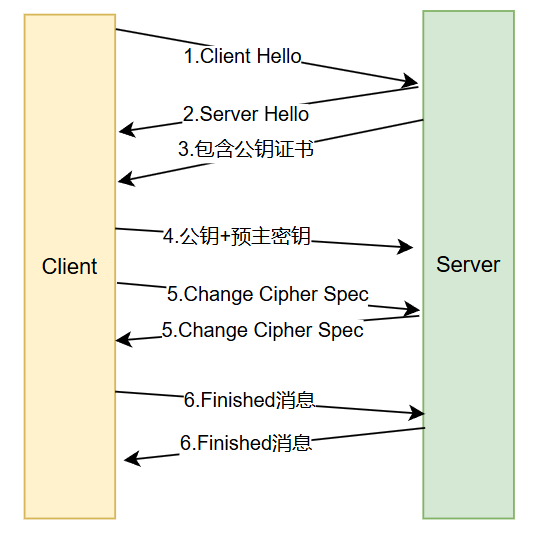 1.Client Hello
2.Server Hello
3.包含公钥证书
4.公钥+预主密钥
Client
Server
5.Change Cipher Spec
5.Change Cipher Spec
6.Finished消息
6.Finished消息